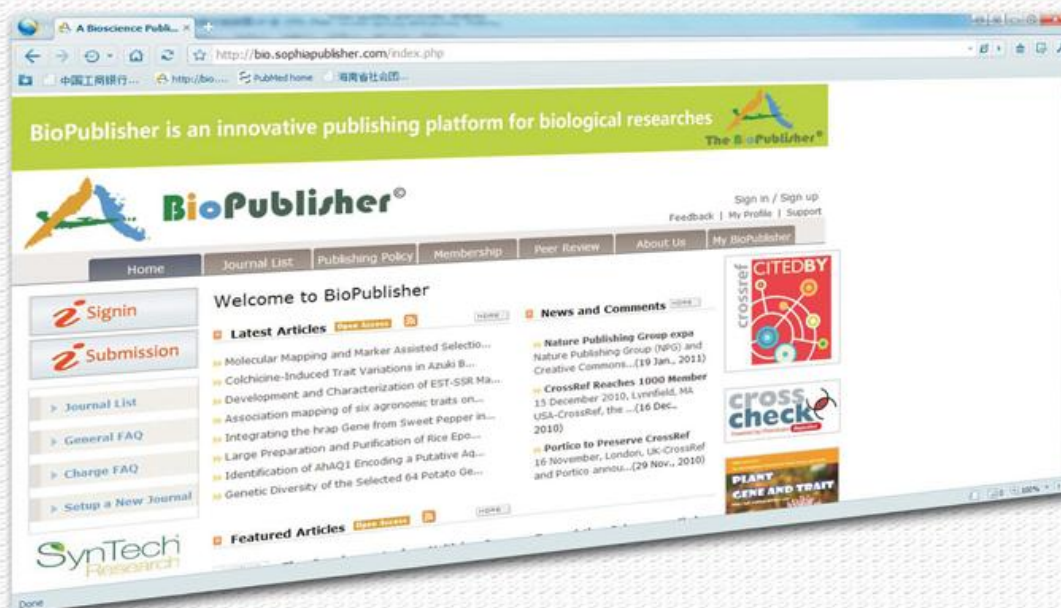 A Bioscience Publi...
http://bio.sophiapublisher.com/index.php
中国工商银行... http://bio.... PubMed home 海南省社会团...
BioPublisher is an innovative publishing platform for biological researches
The BioPublisher®
BioPublisher©
Sign in / Sign up
Feedback | My Profile | Support
Home Journal List Publishing Policy Membership Peer Review About Us My BioPublisher
Signin
Submission
Journal List
General FAQ
Charge FAQ
Setup a New Journal
SynTech
Research
Welcome to BioPublisher
Latest Articles Open Access MORE
Molecular Mapping and Marker Assisted Selectio...
Colchicine-Induced Trait Variations in Azuki B...
Development and Characterization of EST-SSR Ma...
Association mapping of six agronomic traits on...
Integrating the hrap Gene from Sweet Pepper in...
Large Preparation and Purification of Rice Epo...
Identification of AhAQ1 Encoding a Putative Aq...
Genetic Diversity of the Selected 64 Potato Ge...
Featured Articles Open Access MORE
News and Comments MORE
Nature Publishing Group expa
Nature Publishing Group (NPG) and
Creative Commons...(19 Jan., 2011)
CrossRef Reaches 1000 Member
15 December 2010, Lynnfield, MA
USA-CrossRef, the ...(16 Dec.,
2010)
Portico to Preserve CrossRef
16 November, London, UK-CrossRef
and Portico annou...(29 Nov., 2010)
crossref
CITEDBY
cross
check
PLANT
GENE AND TRAIT
100%
Done